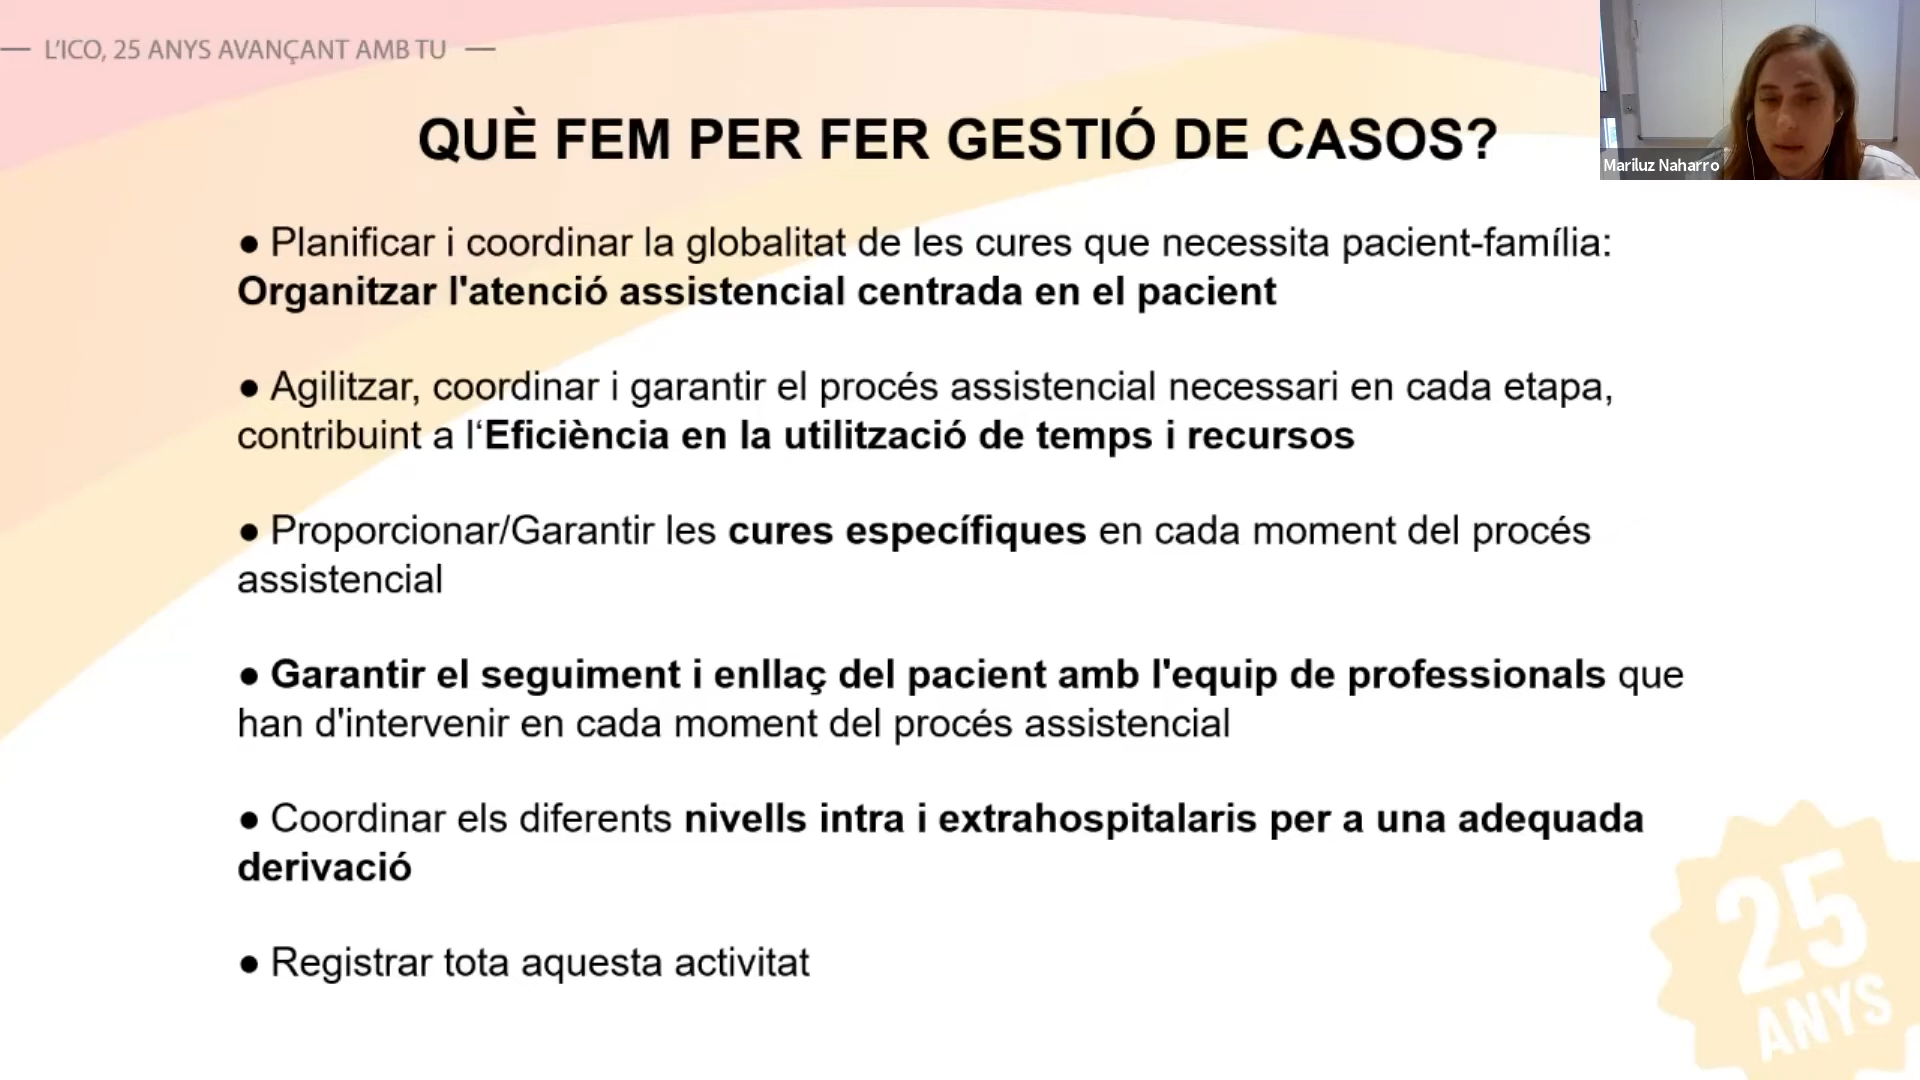 L'ICO, 25 ANYS AVANÇANT AMB TU
QUÈ FEM PER FER GESTIÓ DE CASOS?
Mariluz Naharro
● Planificar i coordinar la globalitat de les cures que necessita pacient-família:
Organitzar l'atenció assistencial centrada en el pacient
● Agilitzar, coordinar i garantir el procés assistencial necessari en cada etapa,
contribuint a l‘Eficiència en la utilització de temps i recursos
● Proporcionar/Garantir les cures específiques en cada moment del procés
assistencial
● Garantir el seguiment i enllaç del pacient amb l'equip de professionals que
han d'intervenir en cada moment del procés assistencial
● Coordinar els diferents nivells intra i extrahospitalaris per a una adequada
derivació
● Registrar tota aquesta activitat
25
ANYS